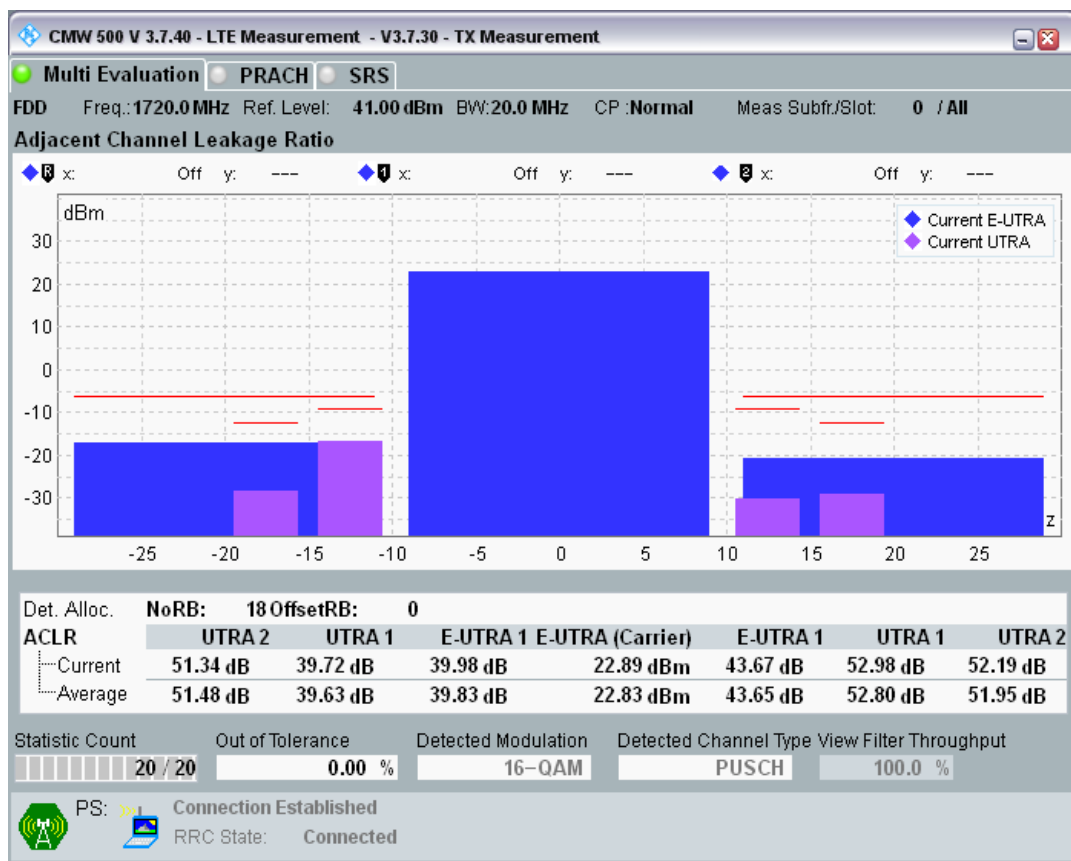 CMW 500 V 3.7.40 - LTE Measurement - V3.7.30 - TX Measurement
Multi Evaluation PRACH SRS
FDD Freq.: 1720.0 MHz Ref. Level: 41.00 dBm BW: 20.0 MHz CP : Normal Meas Subfr./Slot: 0 / All
Adjacent Channel Leakage Ratio
R x: Off y: --- 1 x: Off y: --- 2 x: Off y: ---
dBm
Current E-UTRA
Current UTRA
30
20
10
0
-10
-20
-30
z
-25 -20 -15 -10 -5 0 5 10 15 20 25
Det. Alloc. NoRB: 18 OffsetRB: 0
ACLR UTRA 2 UTRA 1 E-UTRA 1 E-UTRA (Carrier) E-UTRA 1 UTRA 1 UTRA 2
Current 51.34 dB 39.72 dB 39.98 dB 22.89 dBm 43.67 dB 52.98 dB 52.19 dB
Average 51.48 dB 39.63 dB 39.83 dB 22.83 dBm 43.65 dB 52.80 dB 51.95 dB
Statistic Count Out of Tolerance Detected Modulation Detected Channel Type View Filter Throughput
20 / 20 0.00 % 16-QAM PUSCH 100.0 %
PS: Connection Established
RRC State: Connected